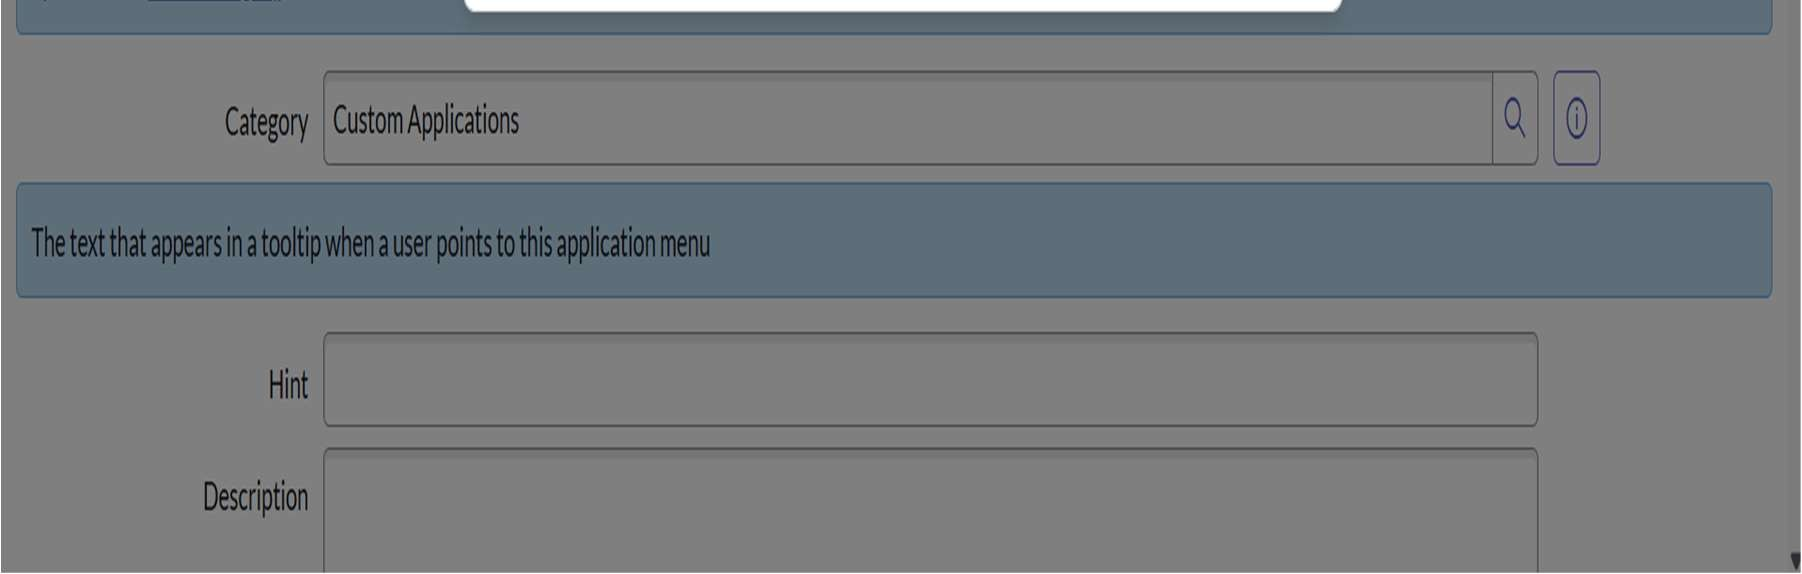 Category
Custom Applications
The text that appears in a tooltip when a user points to this application menu
Hint
Description